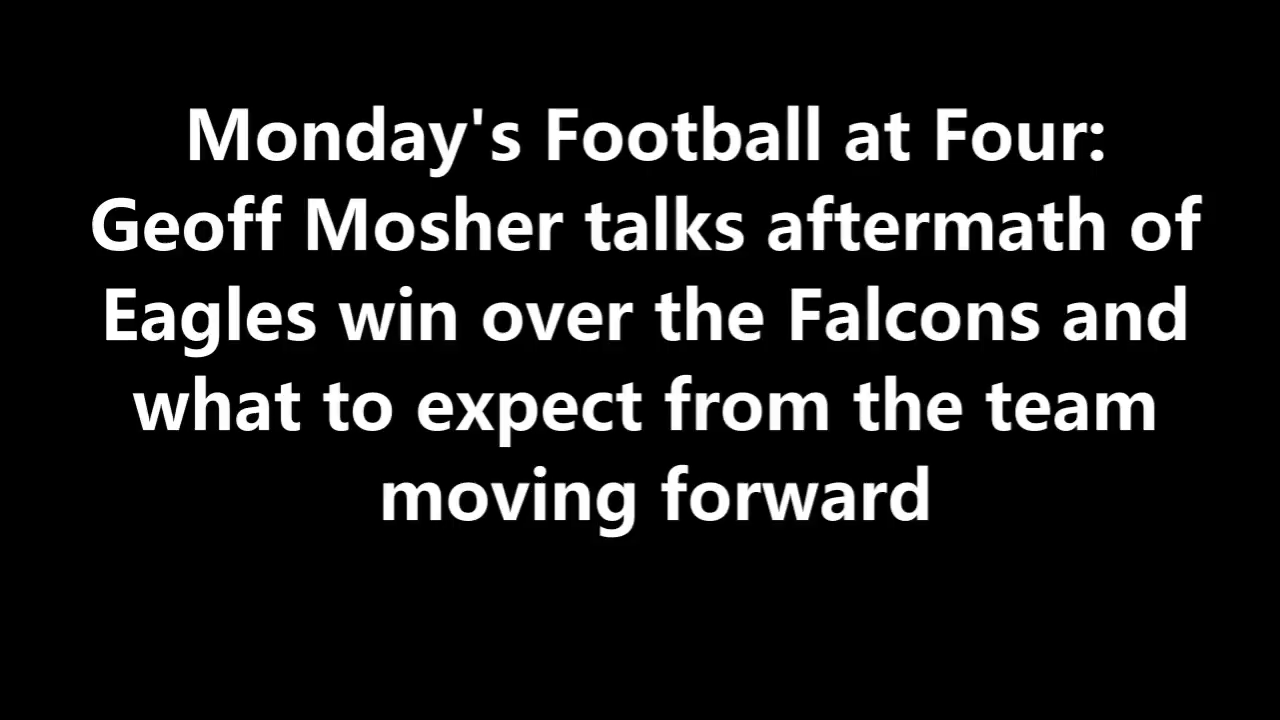 Monday's Football at Four:
Geoff Mosher talks aftermath of
Eagles win over the Falcons and
what to expect from the team
moving forward